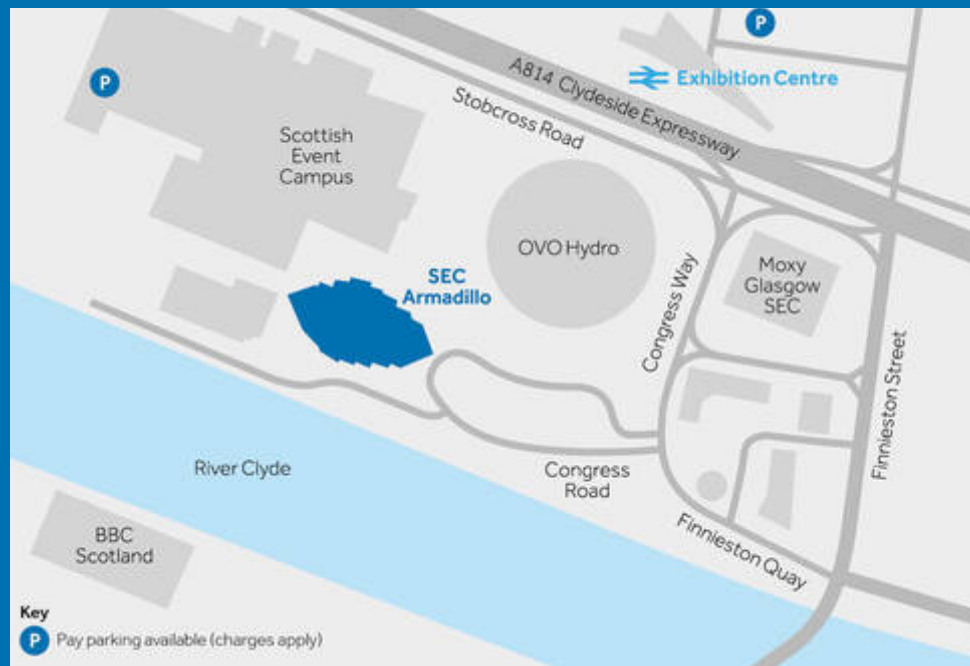 P
A814 Clydeside Expressway
Exhibition Centre
P
Stobcross Road
Scottish
Event
Campus
OVO Hydro
SEC
Armadillo
Moxy
Glasgow
SEC
Congress Way
Finnieston Street
River Clyde
Congress
Road
Finnieston Quay
BBC
Scotland
Key
P Pay parking available (charges apply)